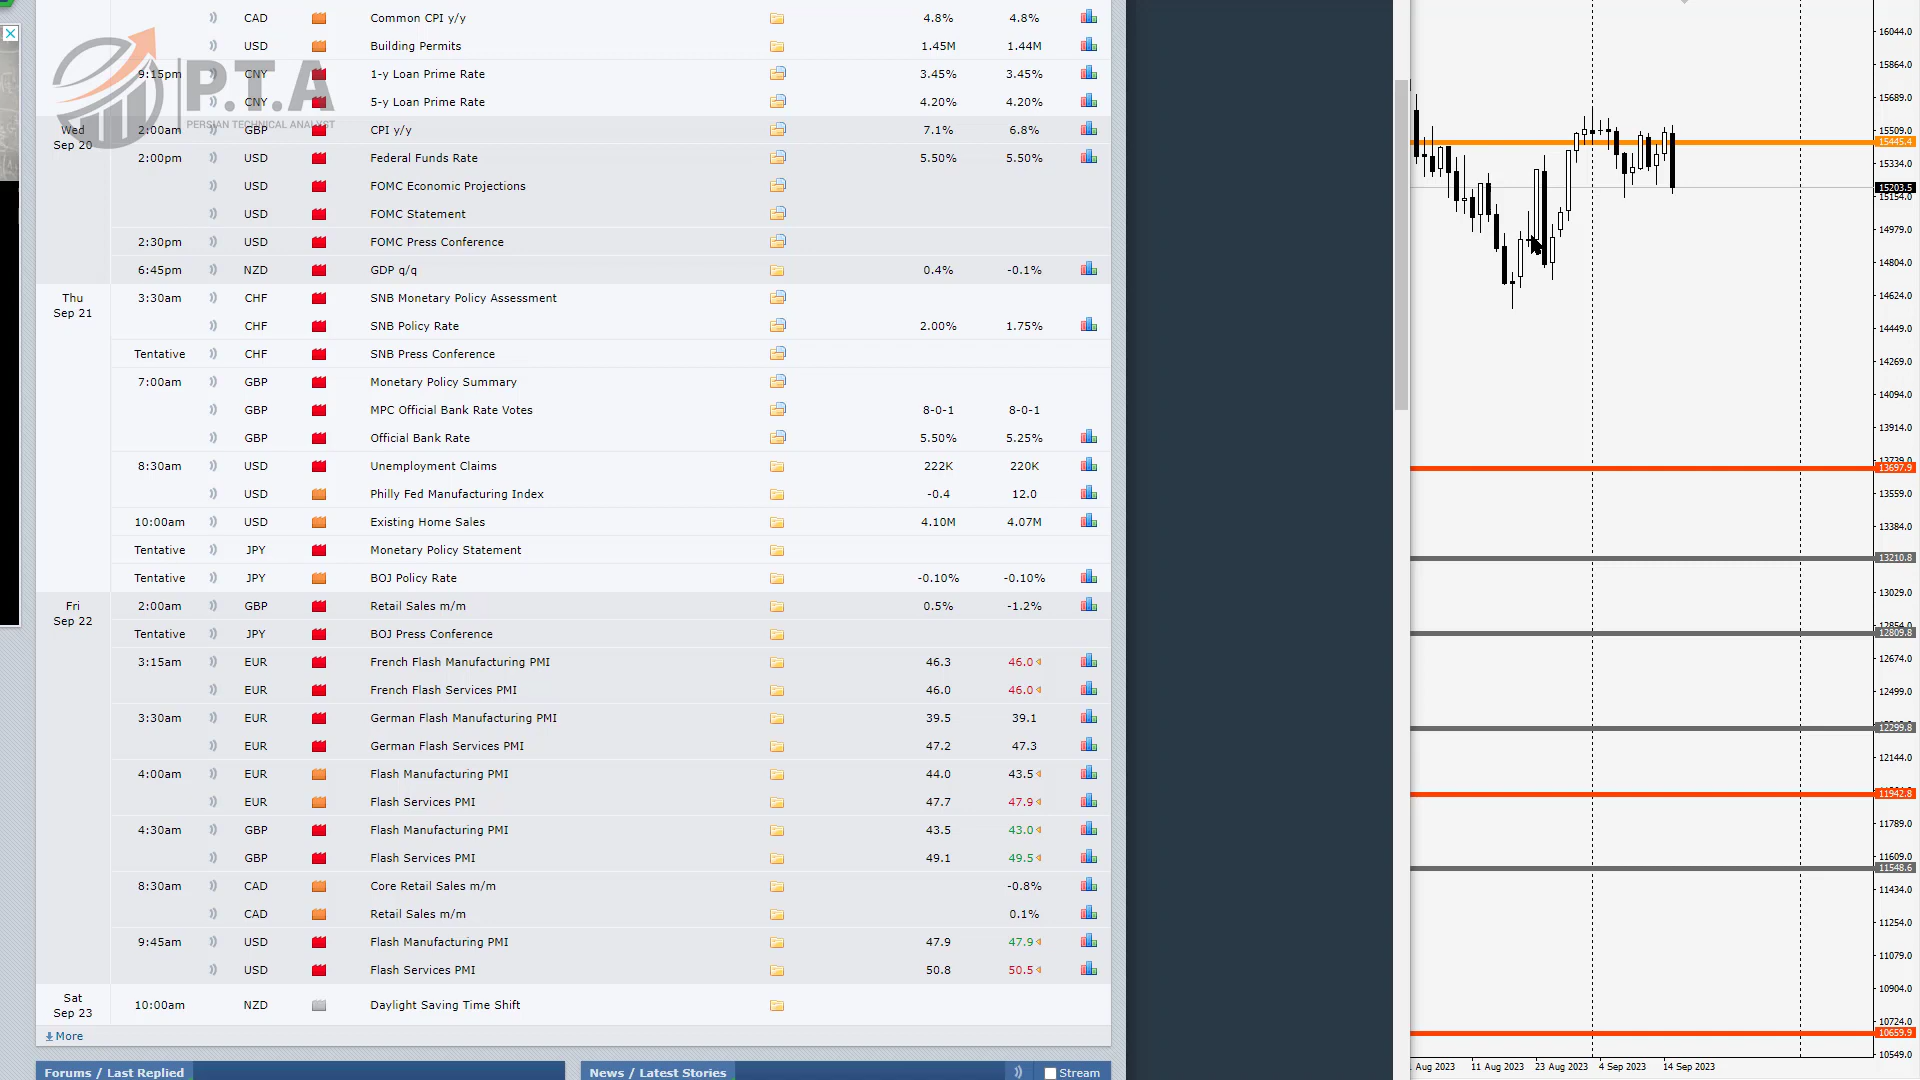 CAD Common CPI y/y 4.8% 4.8%
USD Building Permits 1.45M 1.44M
9:15pm CNY 1-y Loan Prime Rate 3.45% 3.45%
CNY 5-y Loan Prime Rate 4.20% 4.20%
P.T.A
PERSIAN TECHNICAL ANALYST
Wed
Sep 20
2:00am GBP CPI y/y 7.1% 6.8%
2:00pm USD Federal Funds Rate 5.50% 5.50%
USD FOMC Economic Projections
USD FOMC Statement
2:30pm USD FOMC Press Conference
6:45pm NZD GDP q/q 0.4% -0.1%
Thu
Sep 21
3:30am CHF SNB Monetary Policy Assessment
CHF SNB Policy Rate 2.00% 1.75%
Tentative CHF SNB Press Conference
7:00am GBP Monetary Policy Summary
GBP MPC Official Bank Rate Votes 8-0-1 8-0-1
GBP Official Bank Rate 5.50% 5.25%
8:30am USD Unemployment Claims 222K 220K
USD Philly Fed Manufacturing Index -0.4 12.0
10:00am USD Existing Home Sales 4.10M 4.07M
Tentative JPY Monetary Policy Statement
Tentative JPY BOJ Policy Rate -0.10% -0.10%
Fri
Sep 22
2:00am GBP Retail Sales m/m 0.5% -1.2%
Tentative JPY BOJ Press Conference
3:15am EUR French Flash Manufacturing PMI 46.3 46.0
EUR French Flash Services PMI 46.0 46.0
3:30am EUR German Flash Manufacturing PMI 39.5 39.1
EUR German Flash Services PMI 47.2 47.3
4:00am EUR Flash Manufacturing PMI 44.0 43.5
EUR Flash Services PMI 47.7 47.9
4:30am GBP Flash Manufacturing PMI 43.5 43.0
GBP Flash Services PMI 49.1 49.5
8:30am CAD Core Retail Sales m/m -0.8%
CAD Retail Sales m/m 0.1%
9:45am USD Flash Manufacturing PMI 47.9 47.9
USD Flash Services PMI 50.8 50.5
Sat
Sep 23
10:00am NZD Daylight Saving Time Shift
More
Forums / Last Replied
News / Latest Stories
Stream
16044.0
15864.0
15689.0
15509.0
15445.4
15334.0
15203.5
15154.0
14979.0
14804.0
14624.0
14449.0
14269.0
14094.0
13914.0
13739.0
13697.9
13559.0
13384.0
13210.8
13029.0
12854.0
12809.8
12674.0
12499.0
12299.8
12144.0
11942.8
11789.0
11609.0
11548.6
11434.0
11254.0
11079.0
10904.0
10724.0
10659.9
10549.0
Aug 2023 11 Aug 2023 23 Aug 2023 4 Sep 2023 14 Sep 2023